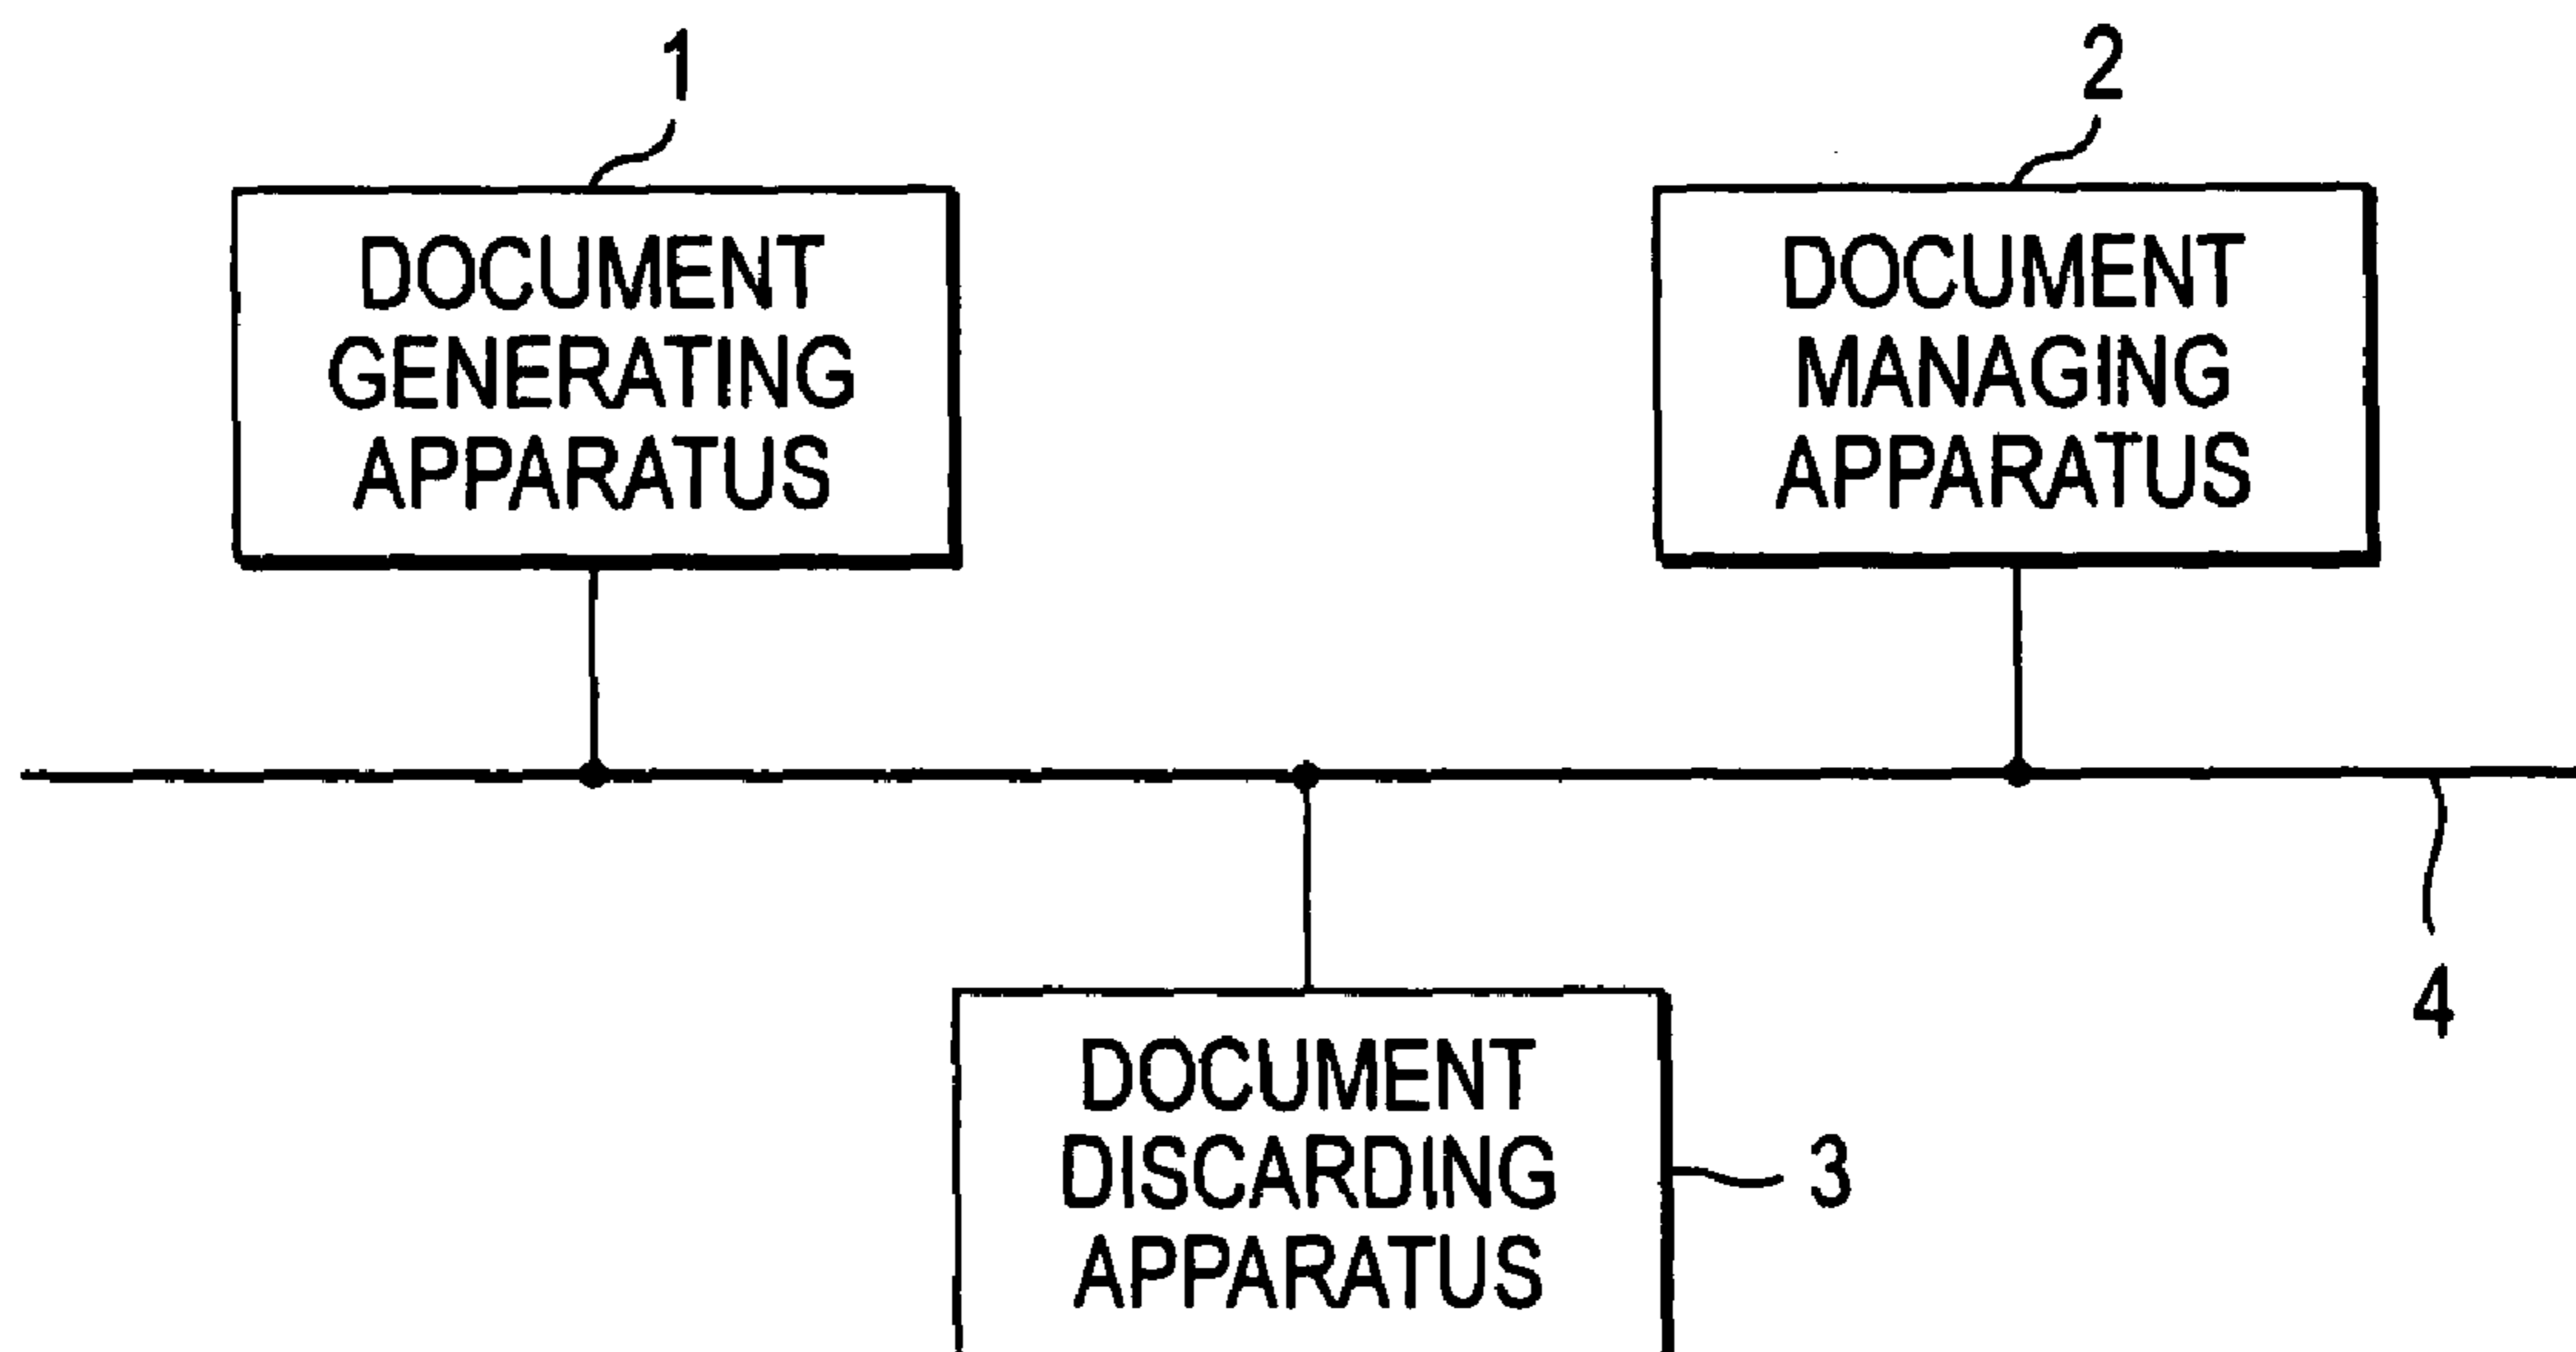 1
2
DOCUMENT
GENERATING
APPARATUS
DOCUMENT
MANAGING
APPARATUS
4
DOCUMENT
DISCARDING
APPARATUS
3